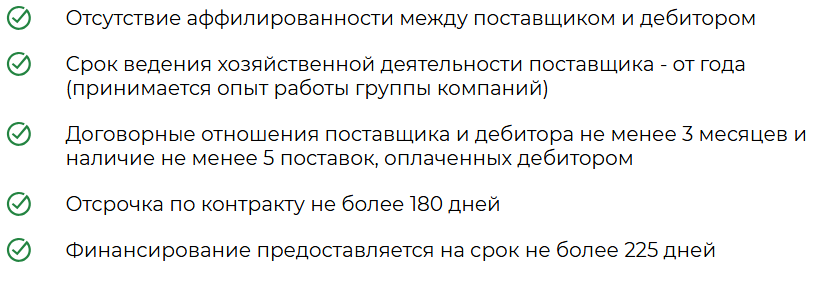 Отсутствие аффилированности между поставщиком и дебитором
Срок ведения хозяйственной деятельности поставщика - от года
(принимается опыт работы группы компаний)
Договорные отношения поставщика и дебитора не менее 3 месяцев и
наличие не менее 5 поставок, оплаченных дебитором
Отсрочка по контракту не более 180 дней
Финансирование предоставляется на срок не более 225 дней